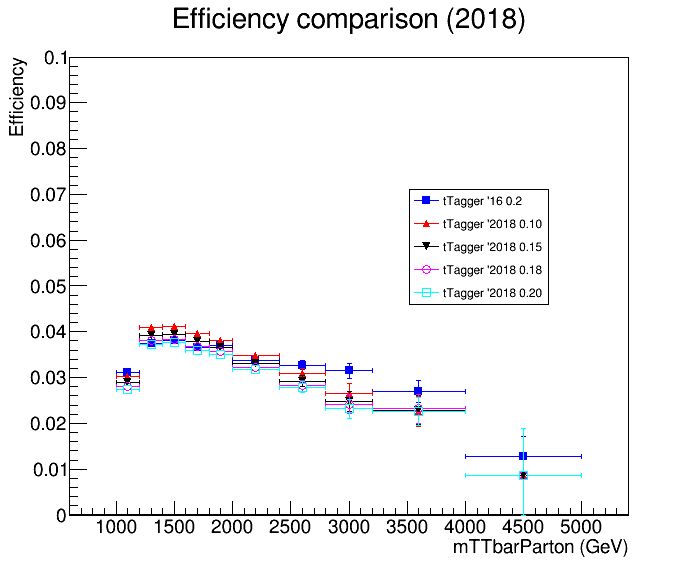 Efficiency comparison (2018)
Efficiency
0.1
0.09
0.08
0.07
0.06
0.05
0.04
0.03
0.02
0.01
0
tTagger '16 0.2
tTagger '2018 0.10
tTagger '2018 0.15
tTagger '2018 0.18
tTagger '2018 0.20
1000 1500 2000 2500 3000 3500 4000 4500 5000
mTTbarParton (GeV)